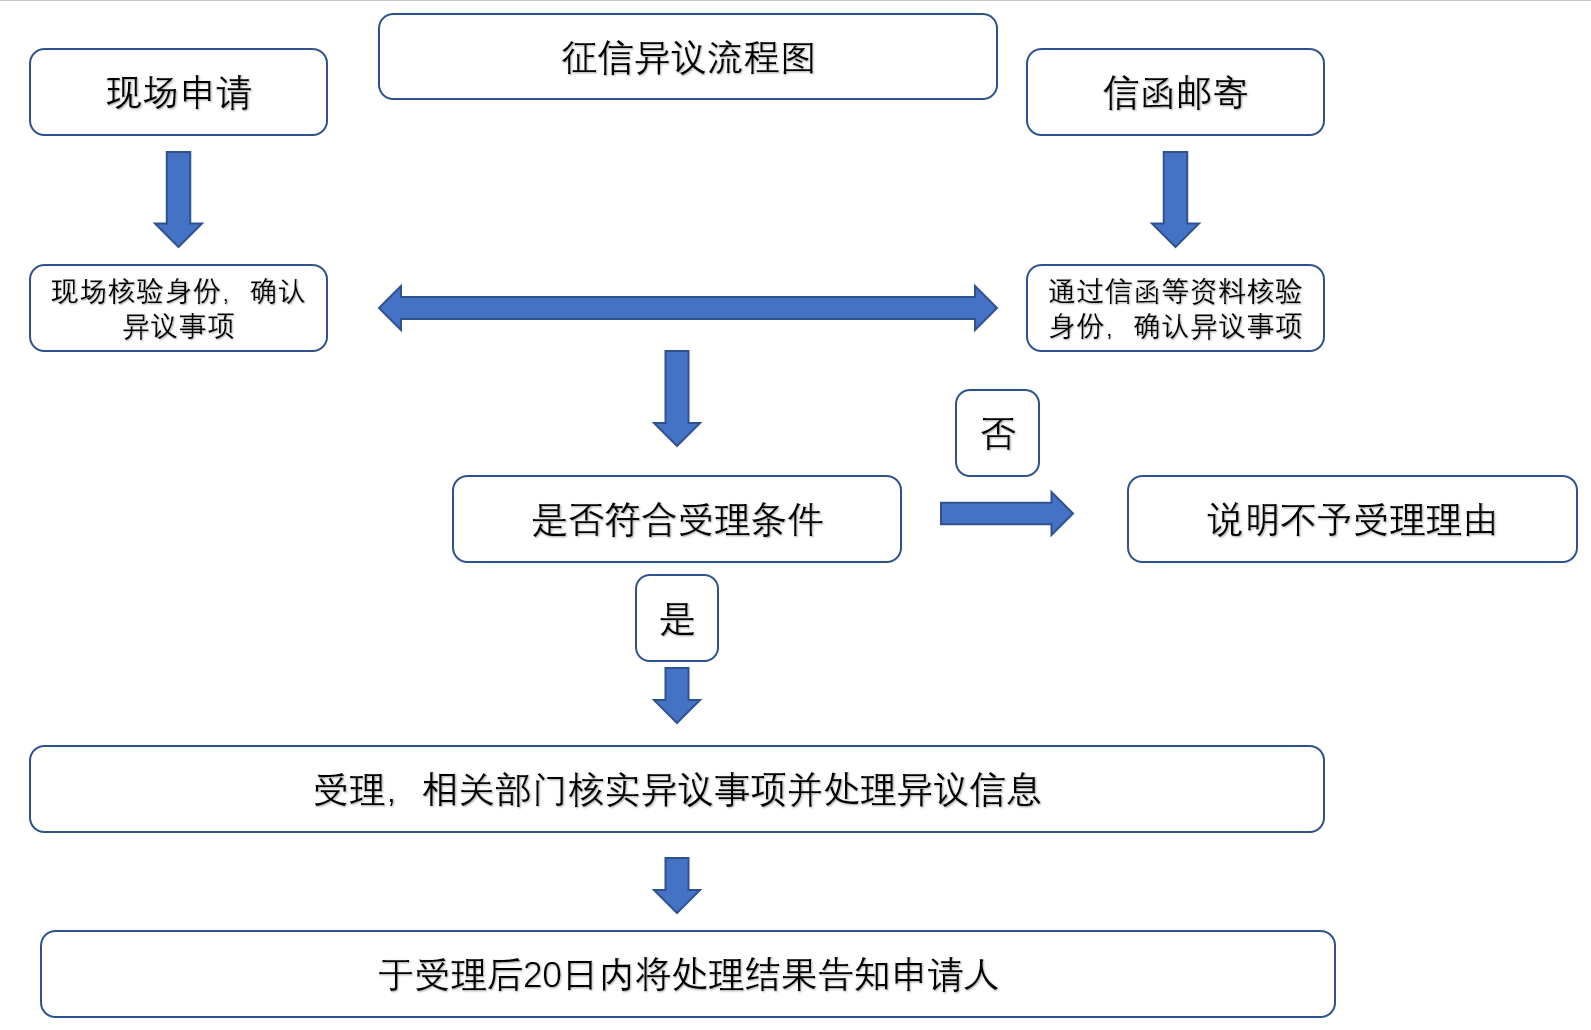 征信异议流程图
现场申请
信函邮寄
现场核验身份，确认
异议事项
通过信函等资料核验
身份，确认异议事项
否
是否符合受理条件
说明不予受理理由
是
受理，相关部门核实异议事项并处理异议信息
于受理后20日内将处理结果告知申请人